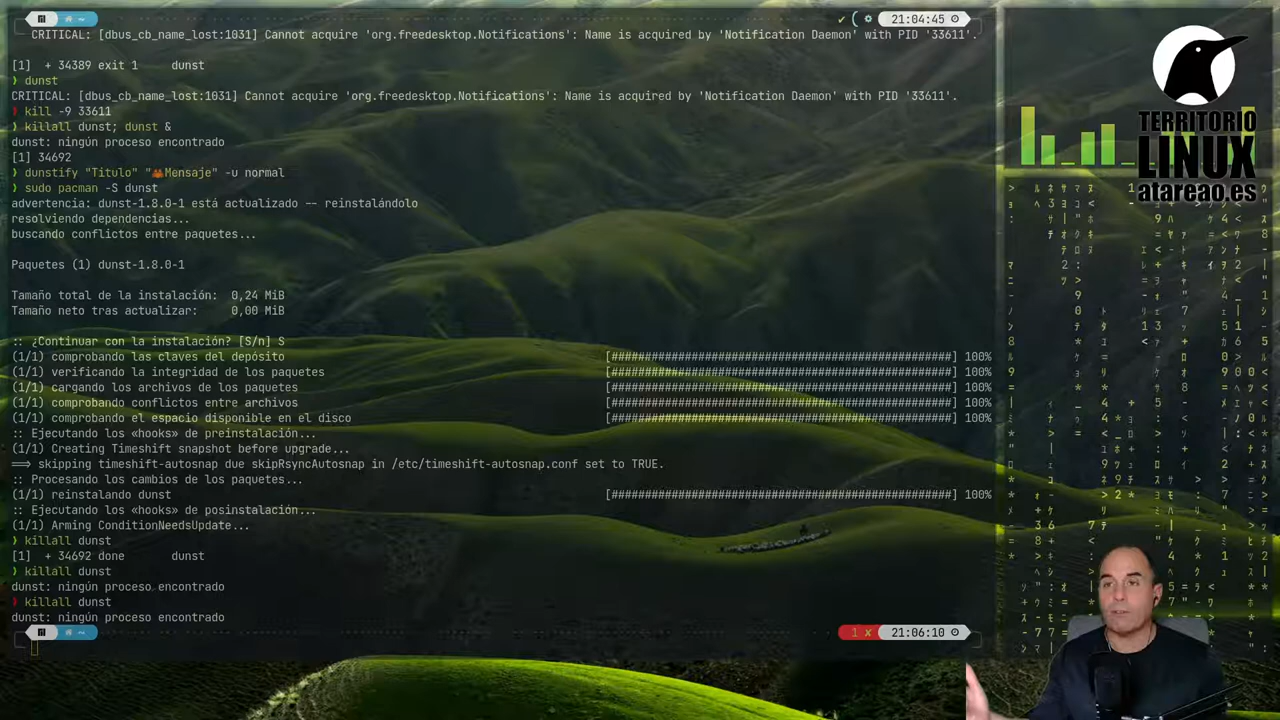 ~ ✔ 21:04:45
CRITICAL: [dbus_cb_name_lost:1031] Cannot acquire 'org.freedesktop.Notifications': Name is acquired by 'Notification Daemon' with PID '33611'.
[1]  + 34389 exit 1     dunst
❯ dunst
CRITICAL: [dbus_cb_name_lost:1031] Cannot acquire 'org.freedesktop.Notifications': Name is acquired by 'Notification Daemon' with PID '33611'.
❯ kill -9 33611
❯ killall dunst; dunst &
dunst: ningún proceso encontrado
[1] 34692
❯ dunstify "Titulo" "Mensaje" -u normal
❯ sudo pacman -S dunst
advertencia: dunst-1.8.0-1 está actualizado -- reinstalándolo
resolviendo dependencias...
buscando conflictos entre paquetes...
Paquetes (1) dunst-1.8.0-1
Tamaño total de la instalación:  0,24 MiB
Tamaño neto tras actualizar:     0,00 MiB
:: ¿Continuar con la instalación? [S/n] S
(1/1) comprobando las claves del depósito [############################################] 100%
(1/1) verificando la integridad de los paquetes [############################################] 100%
(1/1) cargando los archivos de los paquetes [############################################] 100%
(1/1) comprobando conflictos entre archivos [############################################] 100%
(1/1) comprobando el espacio disponible en el disco [############################################] 100%
:: Ejecutando los «hooks» de preinstalación...
(1/1) Creating Timeshift snapshot before upgrade...
==> skipping timeshift-autosnap due skipRsyncAutosnap in /etc/timeshift-autosnap.conf set to TRUE.
:: Procesando los cambios de los paquetes...
(1/1) reinstalando dunst [############################################] 100%
:: Ejecutando los «hooks» de posinstalación...
(1/1) Arming ConditionNeedsUpdate...
❯ killall dunst
[1]  + 34692 done       dunst
❯ killall dunst
dunst: ningún proceso encontrado
❯ killall dunst
dunst: ningún proceso encontrado
~ 1 ✘ 21:06:10
TERRITORIO
LINUX
atareao.es